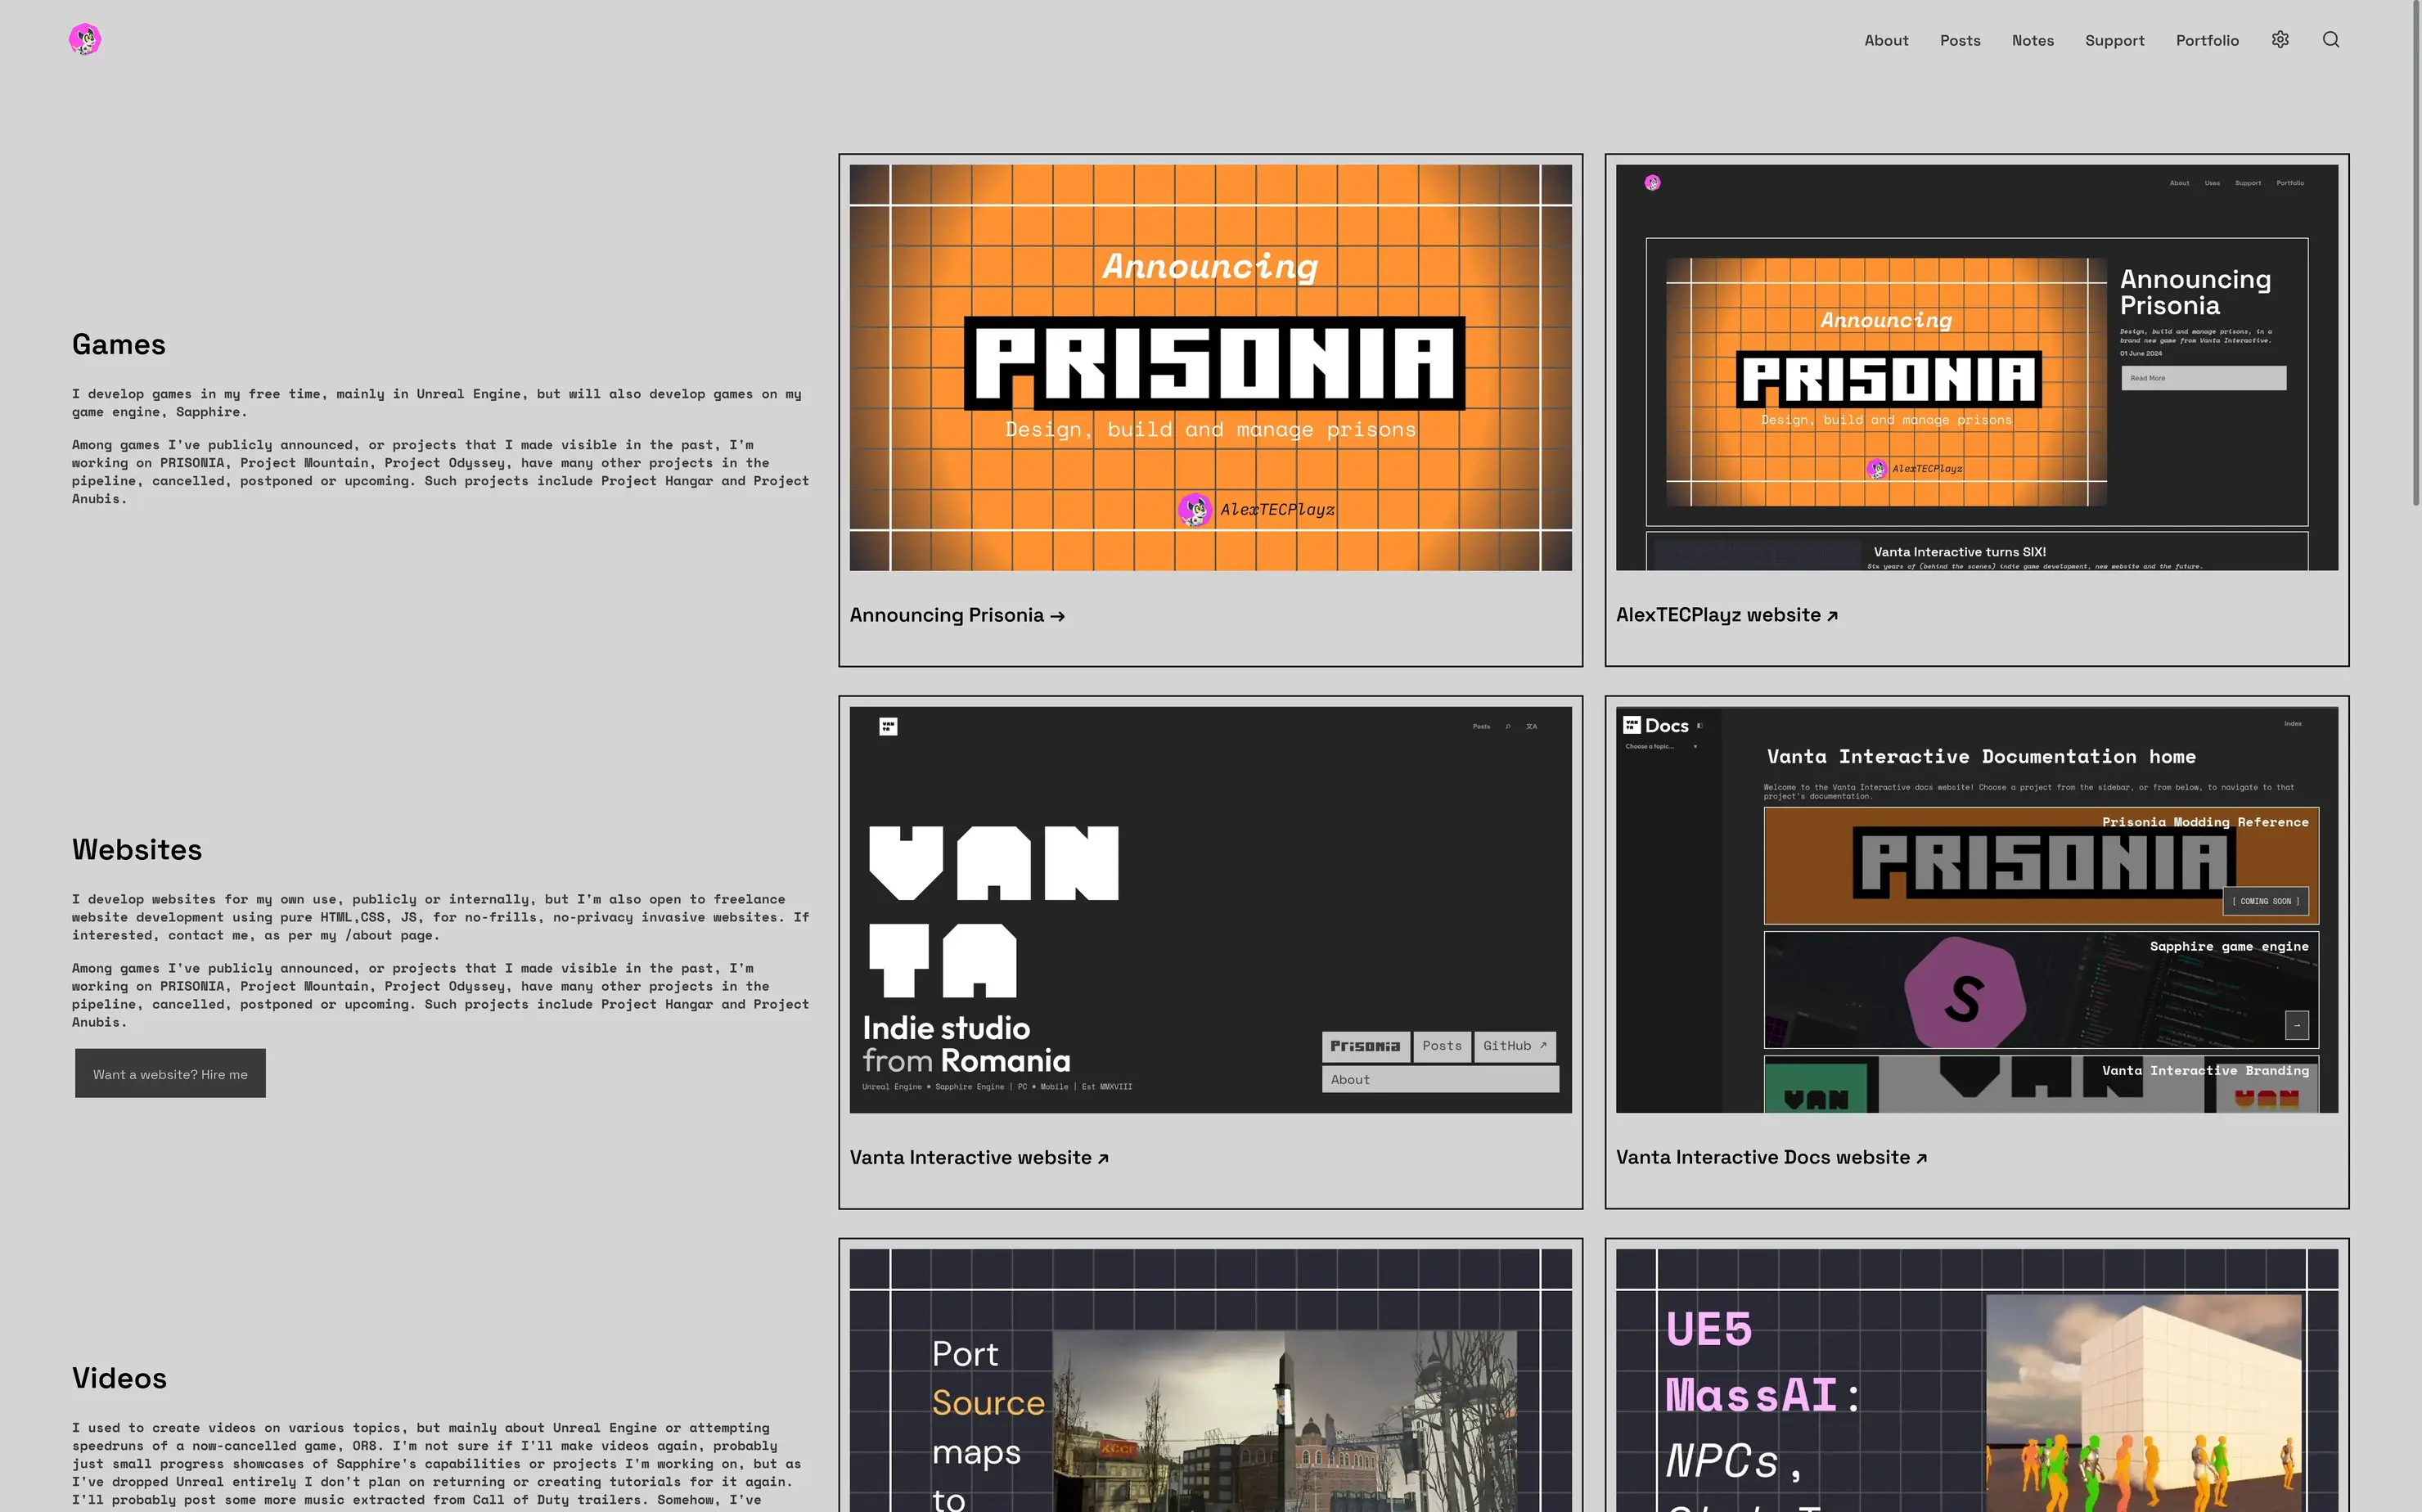 About Posts Notes Support Portfolio
Games
I develop games in my free time, mainly in Unreal Engine, but will also develop games on my
game engine, Sapphire.
Among games I've publicly announced, or projects that I made visible in the past, I'm
working on PRISONIA, Project Mountain, Project Odyssey, have many other projects in the
pipeline, cancelled, postponed or upcoming. Such projects include Project Hangar and Project
Anubis.
Announcing
PRISONIA
Design, build and manage prisons
AlexTECPlayz
Announcing Prisonia →
About Uses Support Portfolio
Announcing
PRISONIA
Design, build and manage prisons
AlexTECPlayz
Announcing
Prisonia
Design, build and manage prisons, in a
brand new game from Vanta Interactive.
01 June 2024
Read More
Vanta Interactive turns SIX!
Six years of (behind the scenes) indie game development, new website and the future.
AlexTECPlayz website ↗
Websites
I develop websites for my own use, publicly or internally, but I'm also open to freelance
website development using pure HTML,CSS, JS, for no-frills, no-privacy invasive websites. If
interested, contact me, as per my /about page.
Among games I've publicly announced, or projects that I made visible in the past, I'm
working on PRISONIA, Project Mountain, Project Odyssey, have many other projects in the
pipeline, cancelled, postponed or upcoming. Such projects include Project Hangar and Project
Anubis.
Want a website? Hire me
VAN
TA
Posts
VAN
TA
Indie studio
from Romania
Unreal Engine • Sapphire Engine | PC • Mobile | Est MMXVIII
Prisonia Posts GitHub ↗
About
Vanta Interactive website ↗
VAN
TA
Docs
Choose a topic...
Index
Vanta Interactive Documentation home
Welcome to the Vanta Interactive docs website! Choose a project from the sidebar, or from below, to navigate to that
project's documentation.
Prisonia Modding Reference
PRISONIA
[ COMING SOON ]
Sapphire game engine
S
→
Vanta Interactive Branding
VAN
VAN
VAN
Vanta Interactive Docs website ↗
Videos
I used to create videos on various topics, but mainly about Unreal Engine or attempting
speedruns of a now-cancelled game, OR8. I'm not sure if I'll make videos again, probably
just small progress showcases of Sapphire's capabilities or projects I'm working on, but as
I've dropped Unreal entirely I don't plan on returning or creating tutorials for it again.
I'll probably post some more music extracted from Call of Duty trailers. Somehow, I've
Port
Source
maps
to
UE5
MassAI:
NPCs,